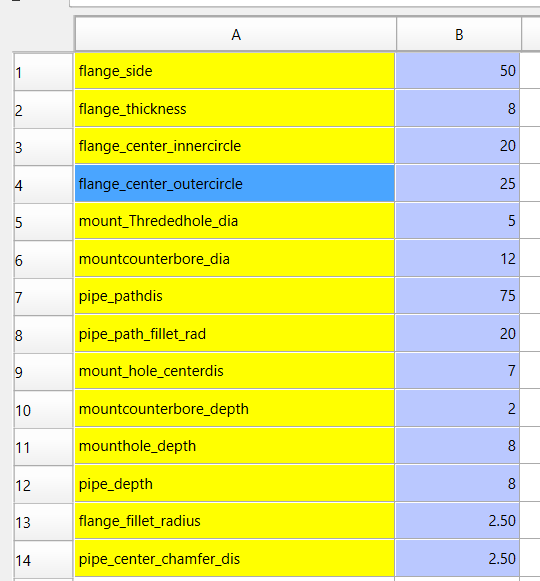 A B
1 flange_side 50
2 flange_thickness 8
3 flange_center_innercircle 20
4 flange_center_outercircle 25
5 mount_Thrededhole_dia 5
6 mountcounterbore_dia 12
7 pipe_pathdis 75
8 pipe_path_fillet_rad 20
9 mount_hole_centerdis 7
10 mountcounterbore_depth 2
11 mounthole_depth 8
12 pipe_depth 8
13 flange_fillet_radius 2.50
14 pipe_center_chamfer_dis 2.50